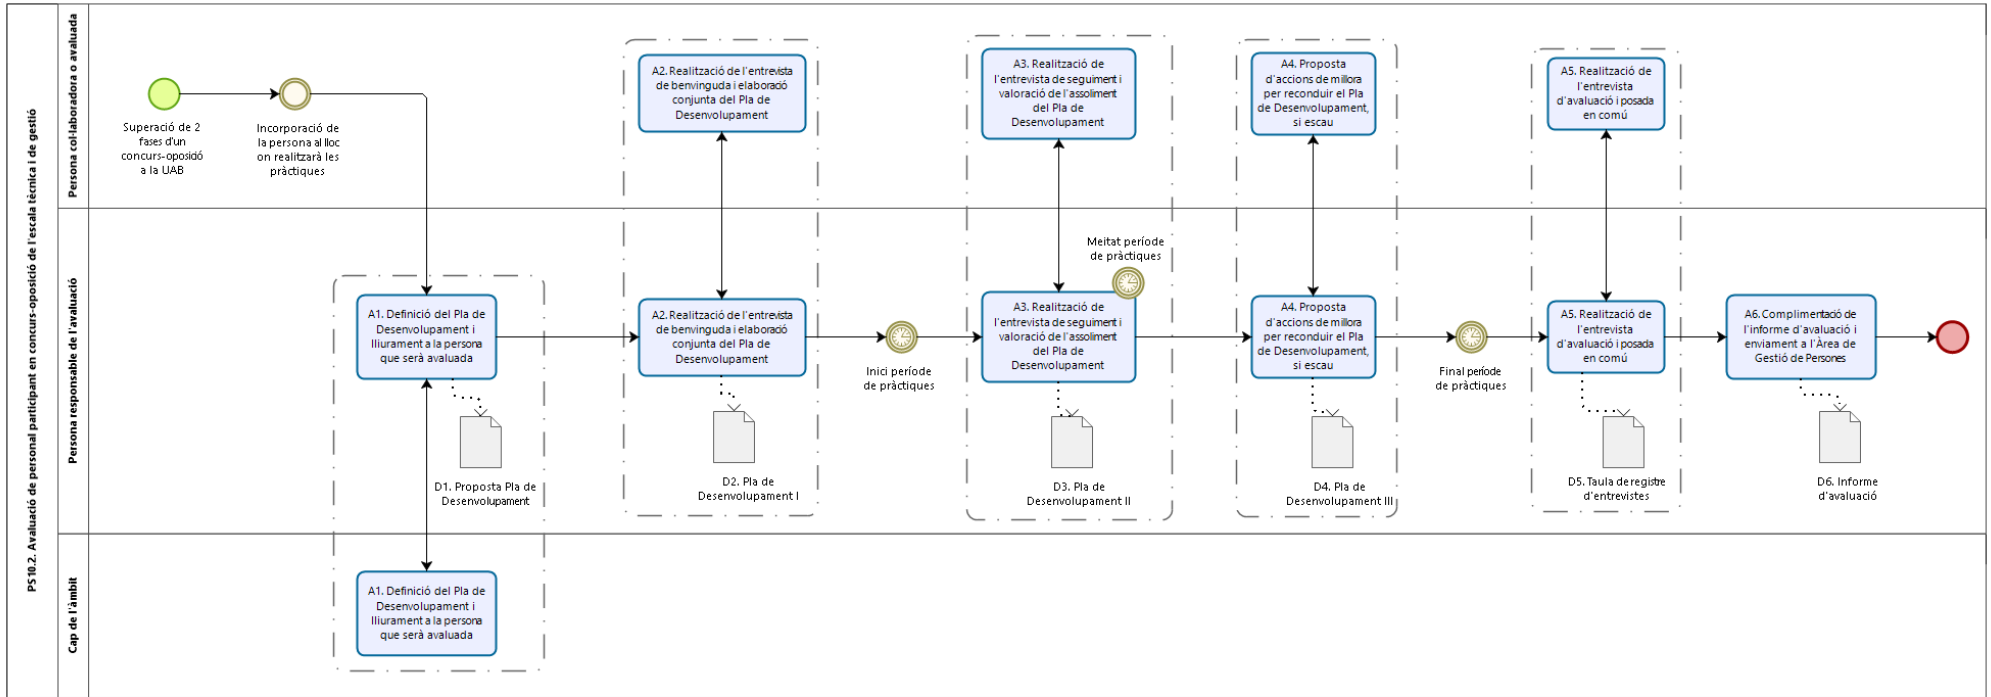 PS10.2. Avaluació de personal participant en concurs-oposició de l'escala tècnica i de gestió
Persona col·laboradora o avaluada
Superació de 2
fases d'un
concurs-oposició
a la UAB
Incorporació de
la persona al lloc
on realitzarà les
pràctiques
A2. Realització de l'entrevista
de benvinguda i elaboració
conjunta del Pla de
Desenvolupament
A3. Realització de
l'entrevista de seguiment i
valoració de l'assoliment
del Pla de
Desenvolupament
A4. Proposta
d'accions de millora
per reconduir el Pla
de Desenvolupament,
si escau
A5. Realització de
l'entrevista
d'avaluació i posada
en comú
Persona responsable de l'avaluació
A1. Definició del Pla de
Desenvolupament i
lliurament a la persona
que serà avaluada
D1. Proposta Pla de
Desenvolupament
A2. Realització de l'entrevista
de benvinguda i elaboració
conjunta del Pla de
Desenvolupament
D2. Pla de
Desenvolupament I
Inici període
de pràctiques
Meitat període
de pràctiques
A3. Realització de
l'entrevista de seguiment i
valoració de l'assoliment
del Pla de
Desenvolupament
D3. Pla de
Desenvolupament II
A4. Proposta
d'accions de millora
per reconduir el Pla
de Desenvolupament,
si escau
D4. Pla de
Desenvolupament III
Final període
de pràctiques
A5. Realització de
l'entrevista
d'avaluació i posada
en comú
D5. Taula de registre
d'entrevistes
A6. Complimentació de
l'informe d'avaluació i
enviament a l'Àrea de
Gestió de Persones
D6. Informe
d'avaluació
Cap de l'àmbit
A1. Definició del Pla de
Desenvolupament i
lliurament a la persona
que serà avaluada